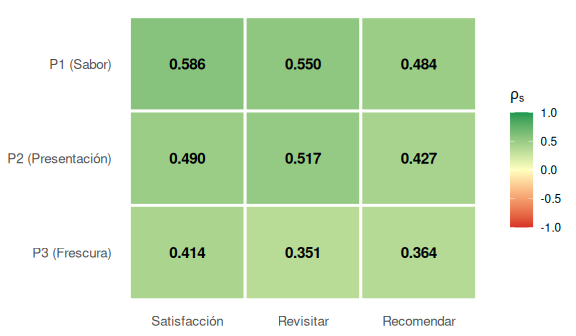 P1 (Sabor) 0.586 0.550 0.484
P2 (Presentación) 0.490 0.517 0.427
P3 (Frescura) 0.414 0.351 0.364
Satisfacción Revisitar Recomendar
ρₛ
1.0
0.5
0.0
-0.5
-1.0